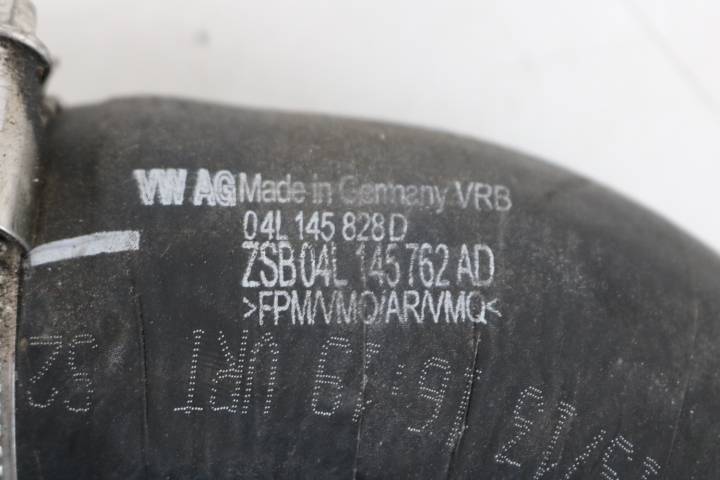 VW AG Made in Germany VRB
04L 145 828 D
ZSB 04L 145 762 AD
>FPM/VMQ/AR/VMQ<